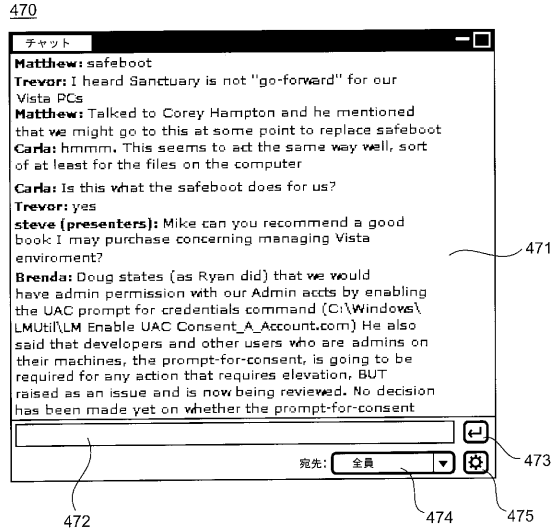 470
チャット
Matthew: safeboot
Trevor: I heard Sanctuary is not "go-forward" for our
Vista PCs
Matthew: Talked to Corey Hampton and he mentioned
that we might go to this at some point to replace safeboot
Carla: hmmm. This seems to act the same way well, sort
of at least for the files on the computer
Carla: Is this what the safeboot does for us?
Trevor: yes
steve (presenters): Mike can you recommend a good
book I may purchase concerning managing Vista
enviroment?
Brenda: Doug states (as Ryan did) that we would
have admin permission with our Admin accts by enabling
the UAC prompt for credentials command (C:\Windows\
LMUtil\LM Enable UAC Consent_A_Account.com) He also
said that developers and other users who are admins on
their machines, the prompt-for-consent, is going to be
required for any action that requires elevation, BUT
raised as an issue and is now being reviewed. No decision
has been made yet on whether the prompt-for-consent
471
473
宛先: 全員
472
474
475